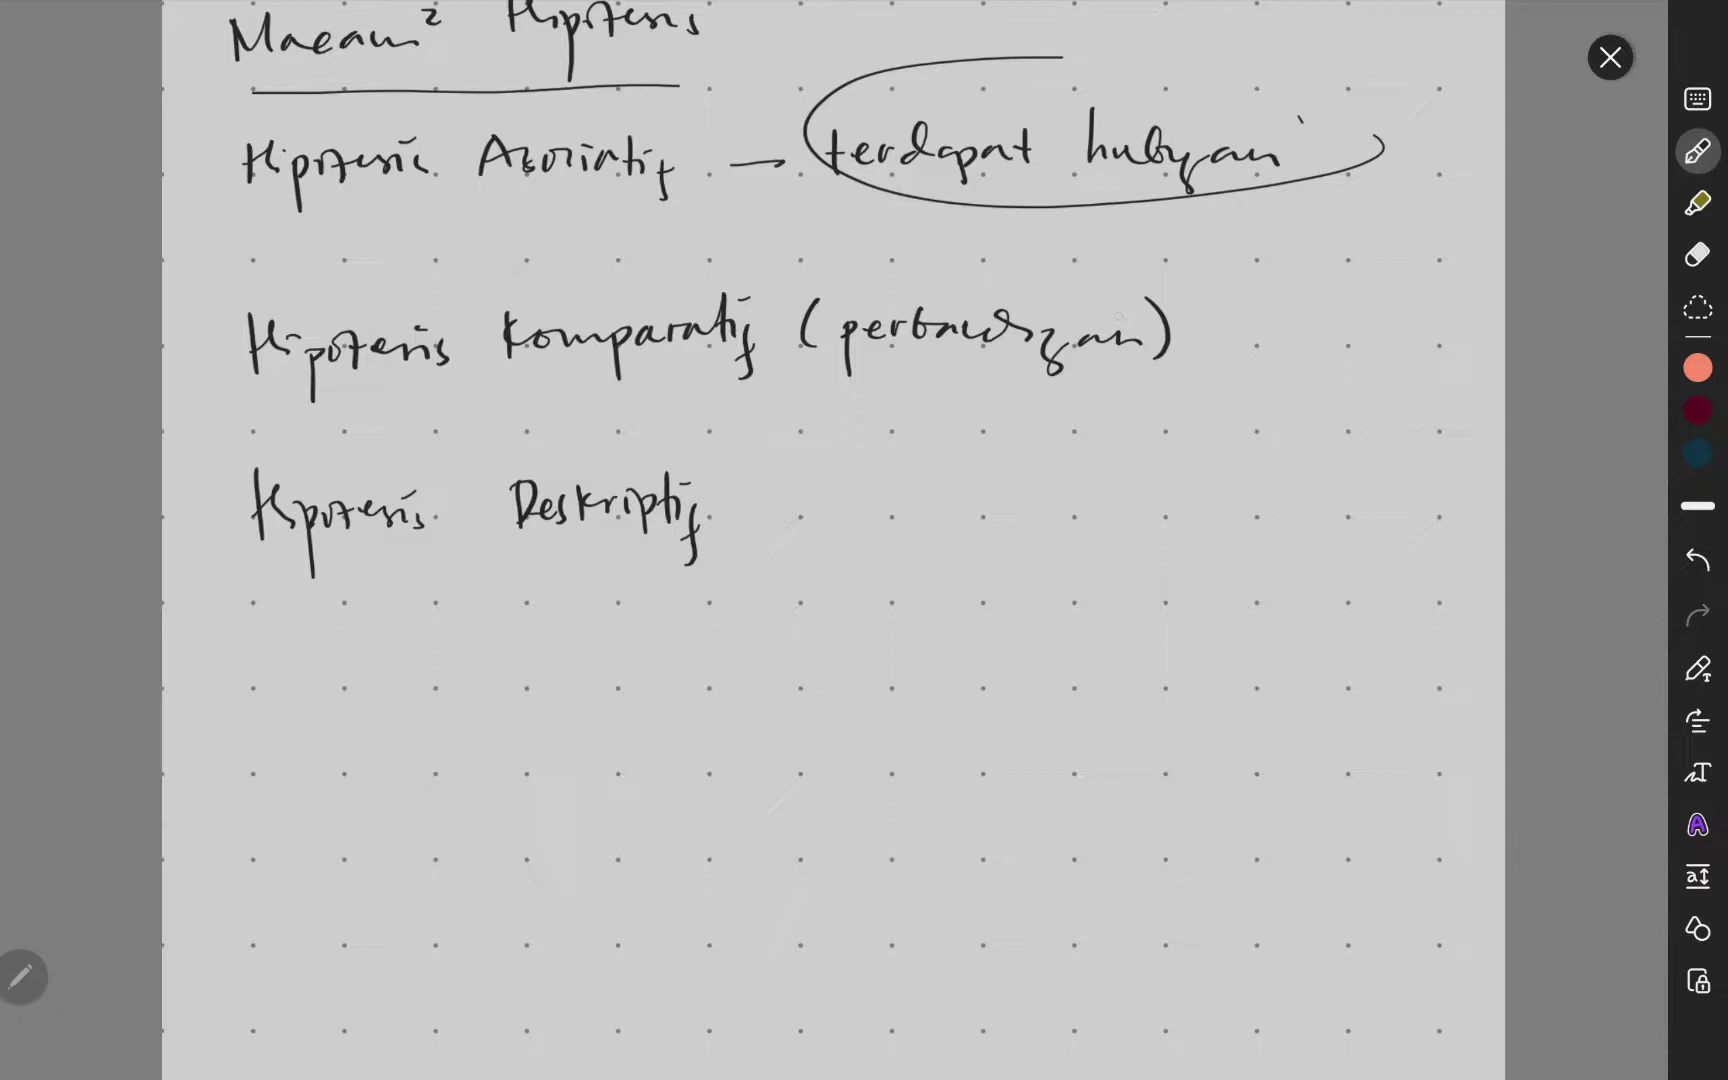 Macam² Hipotesis
Hipotesis Asosiatif → terdapat hubungan
Hipotesis Komparatif (perbandingan)
Hipotesis Deskriptif